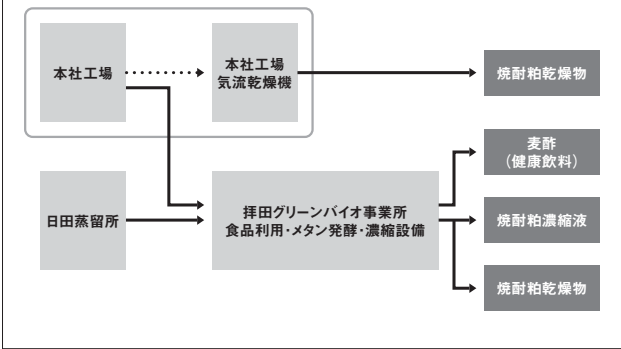 本社工場
本社工場
気流乾燥機
焼酎粕乾燥物
麦酢
(健康飲料)
日田蒸留所
拝田グリーンバイオ事業所
食品利用・メタン発酵・濃縮設備
焼酎粕濃縮液
焼酎粕乾燥物